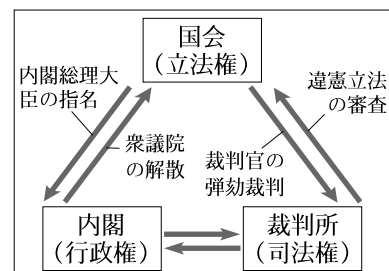 国会
(立法権)
内閣総理大
臣の指名
衆議院
の解散
裁判官の
弾劾裁判
違憲立法
の審査
内閣
(行政権)
裁判所
(司法権)